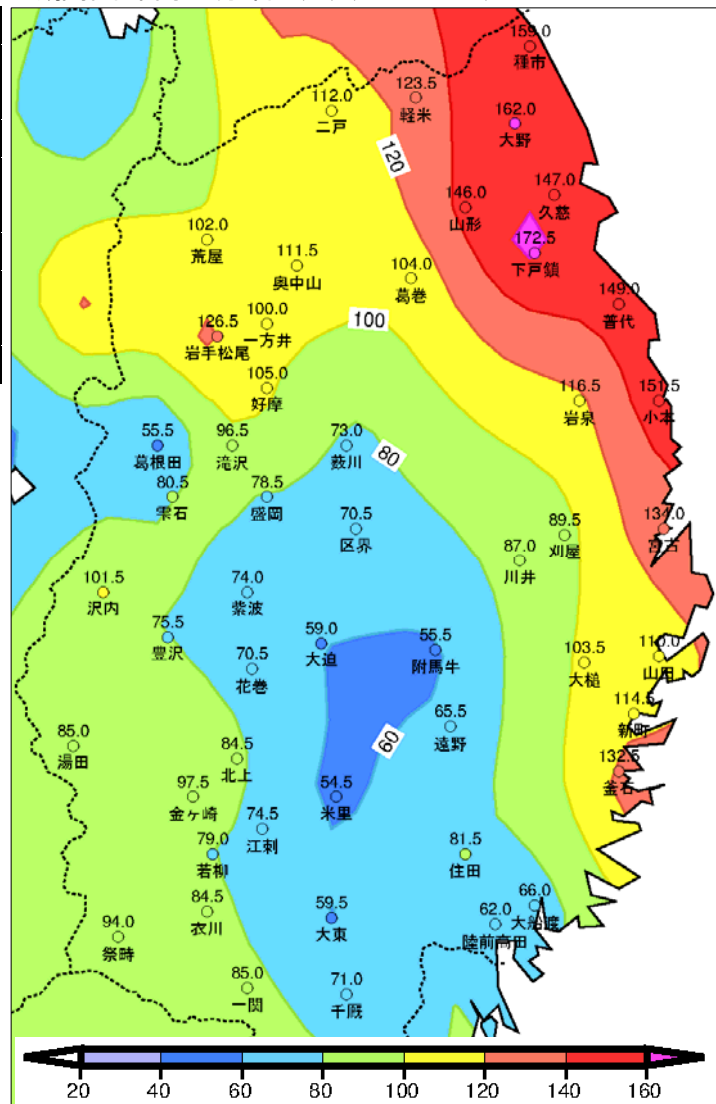 159.0
種市
123.5
軽米
112.0
二戸
162.0
大野
120
147.0
久慈
146.0
山形
102.0
荒屋
172.5
下戸鎖
111.5
奥中山
104.0
葛巻
149.0
普代
100.0
一方井
100
126.5
岩手松尾
105.0
好摩
116.5
岩泉
151.5
小本
55.5
葛根田
96.5
滝沢
73.0
薮川
80
80.5
雫石
78.5
盛岡
70.5
区界
134.0
宮古
89.5
刈屋
87.0
川井
101.5
沢内
74.0
紫波
75.5
豊沢
59.0
大迫
55.5
附馬牛
70.5
花巻
103.5
大槌
110.0
山田
114.5
新町
65.5
遠野
60
85.0
湯田
84.5
北上
132.5
釜石
97.5
金ヶ崎
54.5
米里
74.5
江刺
79.0
若柳
81.5
住田
84.5
衣川
59.5
大東
66.0
大船渡
62.0
陸前高田
94.0
祭畤
85.0
一関
71.0
千厩
20 40 60 80 100 120 140 160